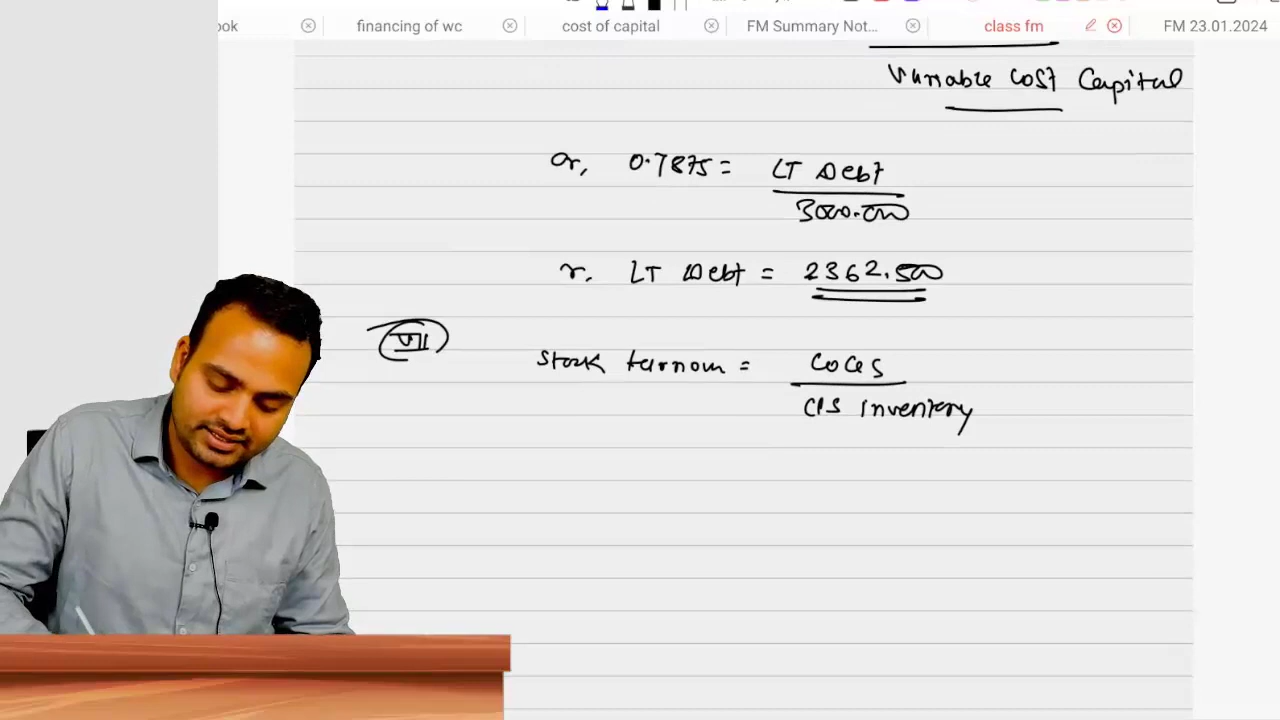 ook financing of wc cost of capital FM Summary Not... class fm FM 23.01.2024
Variable Cost Capital
or, 0.7875 = LT Debt
3000.000
r. LT Debt = 2362.500
VII
Stock turnover = COGS
Cls inventory